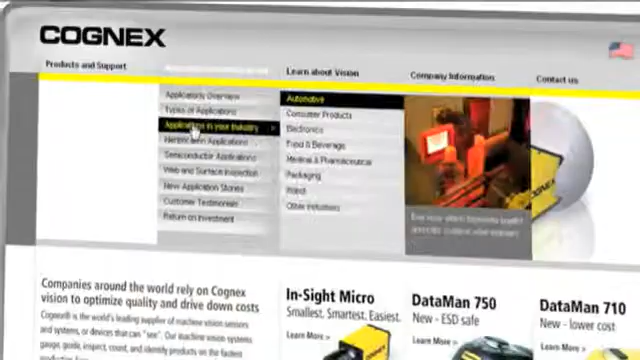 COGNEX
Products and Support
Learn about Vision
Company Information
Contact us
Applications Overview
Types of Applications
Applications in your Industry
Applications
Semiconductor Applications
Web and Surface Inspection
New Application Stories
Customer Testimonials
Return on Investment
Automotive
Consumer Products
Electronics
Food & Beverage
Medical & Pharmaceutical
Packaging
Robot
Other Industries
COGNEX
Companies around the world rely on Cognex
vision to optimize quality and drive down costs
Cognex® is the world's leading supplier of machine vision sensors
and systems, or devices that can "see". Our machine vision systems
gauge, guide, inspect, count, and identify products on the fastest
In-Sight Micro
Smallest. Smartest. Easiest.
Learn More >
DataMan 750
New - ESD safe
Learn More >
DataMan 710
New - lower cost
Learn More >